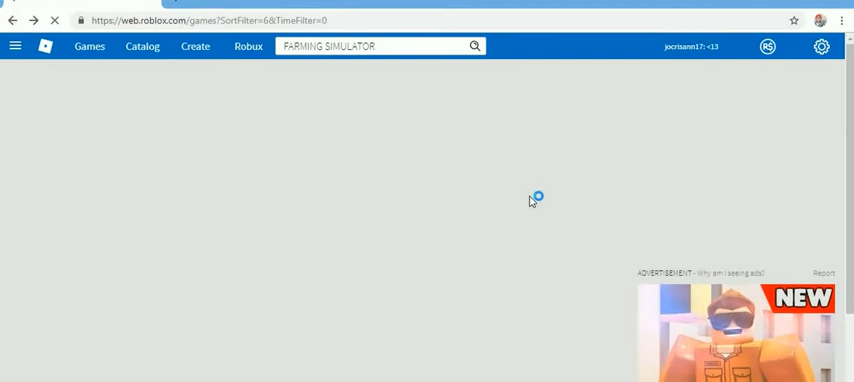 https://web.roblox.com/games?SortFilter=6&TimeFilter=0
Games Catalog Create Robux FARMING SIMULATOR jocrisann17: <13 R$
ADVERTISEMENT - Why am I seeing ads? Report
NEW